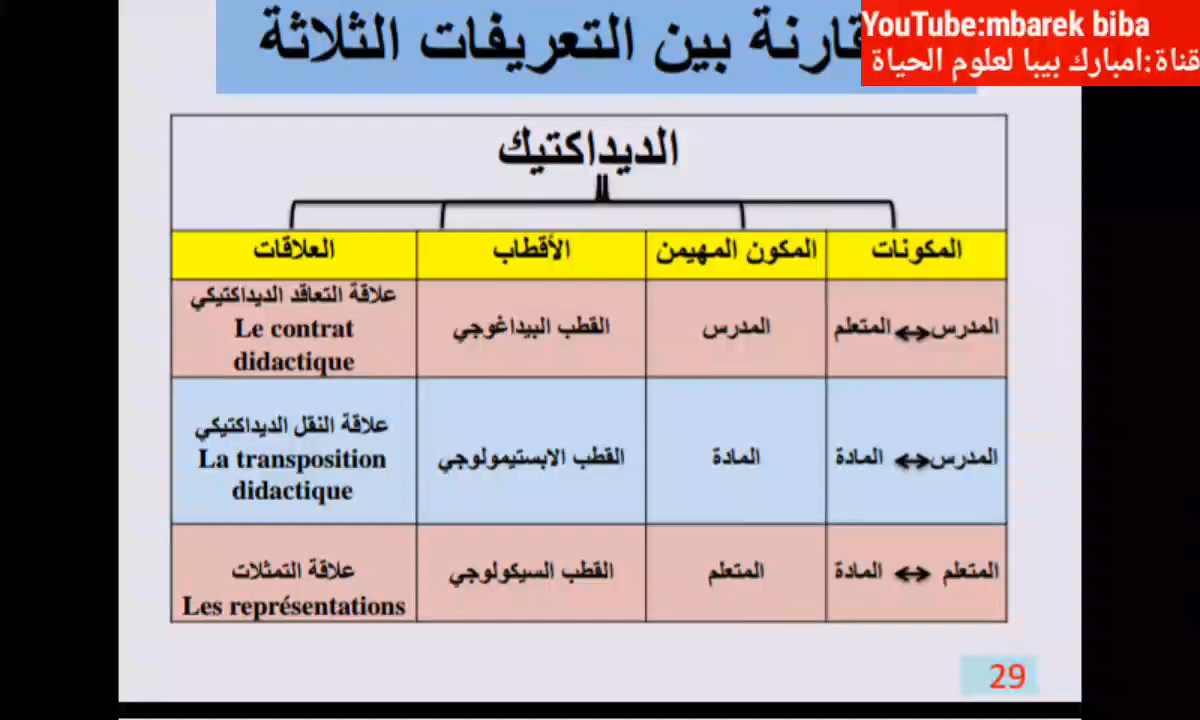 قارنة بين التعريفات الثلاثة
YouTube:mbarek biba
قناة:امبارك بيبا لعلوم الحياة
الديداكتيك
المكونات المكون المهيمن الأقطاب العلاقات
المدرس↔المتعلم
المدرس
القطب البيداغوجي
علاقة التعاقد الديداكتيكي
Le contrat
didactique
المدرس↔ المادة
المادة
القطب الابستيمولوجي
علاقة النقل الديداكتيكي
La transposition
didactique
المتعلم ↔ المادة
المتعلم
القطب السيكولوجي
علاقة التمثلات
Les représentations
29